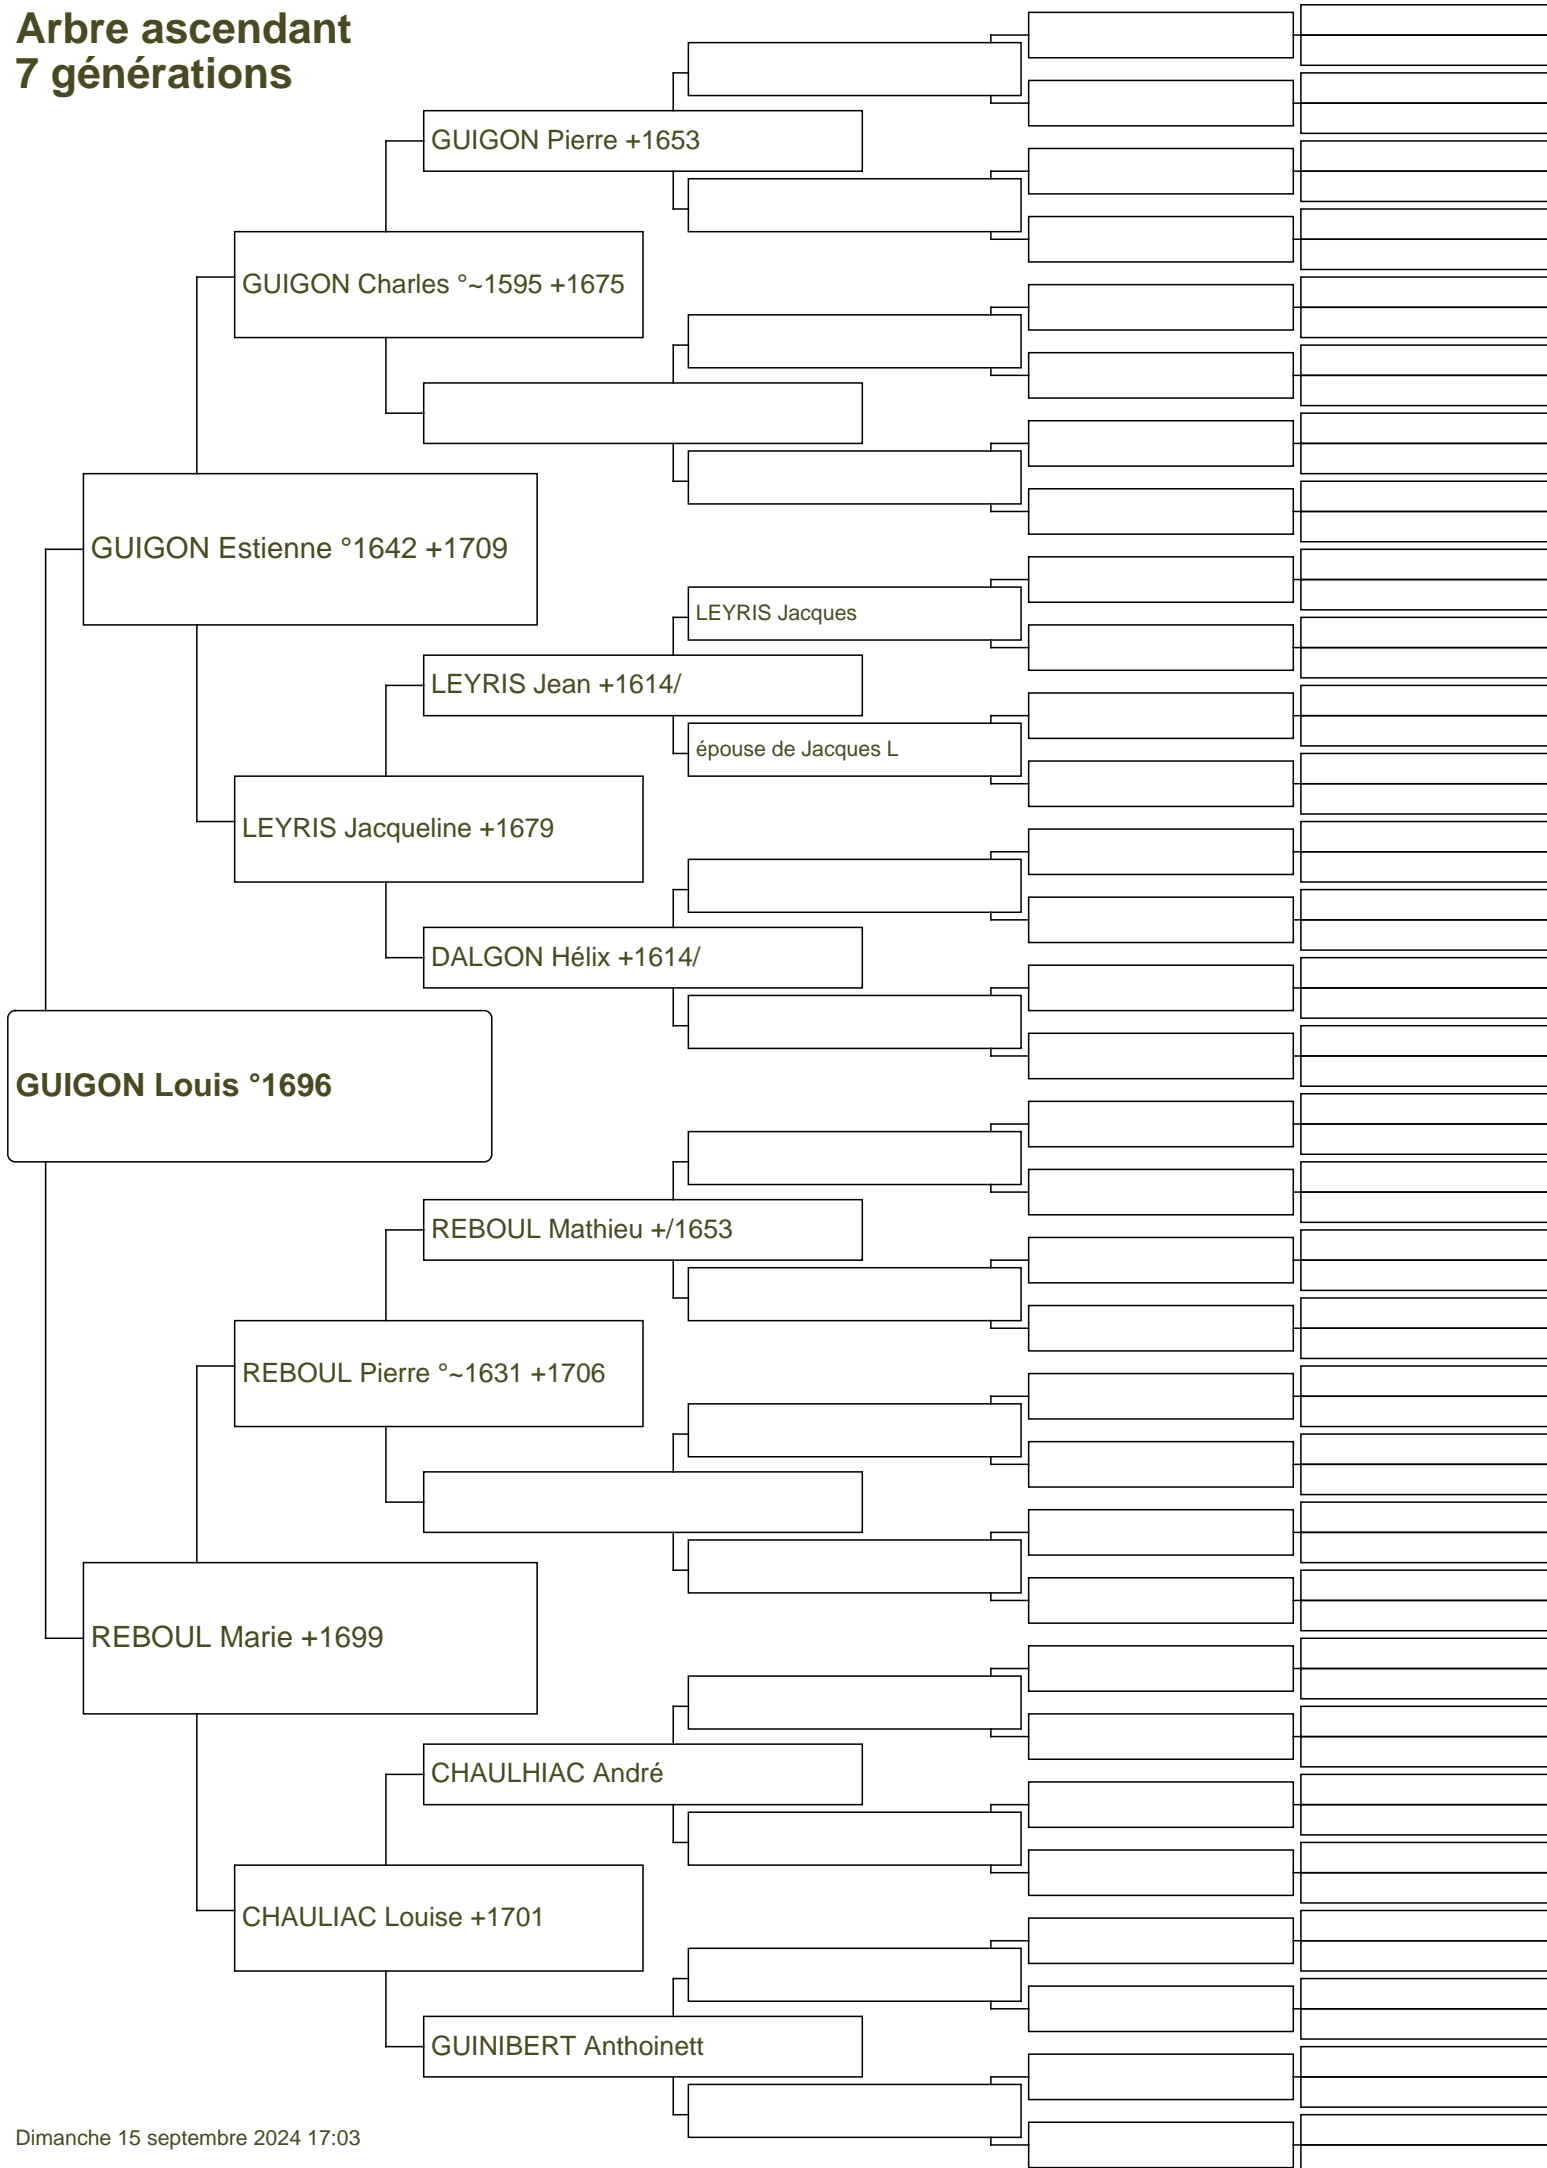 Arbre ascendant
7 générations
GUIGON Pierre +1653
GUIGON Charles °~1595 +1675
GUIGON Estienne °1642 +1709
LEYRIS Jacques
LEYRIS Jean +1614/
épouse de Jacques L
LEYRIS Jacqueline +1679
DALGON Hélix +1614/
GUIGON Louis °1696
REBOUL Mathieu +/1653
REBOUL Pierre °~1631 +1706
REBOUL Marie +1699
CHAULHIAC André
CHAULIAC Louise +1701
GUINIBERT Anthoinett
Dimanche 15 septembre 2024 17:03